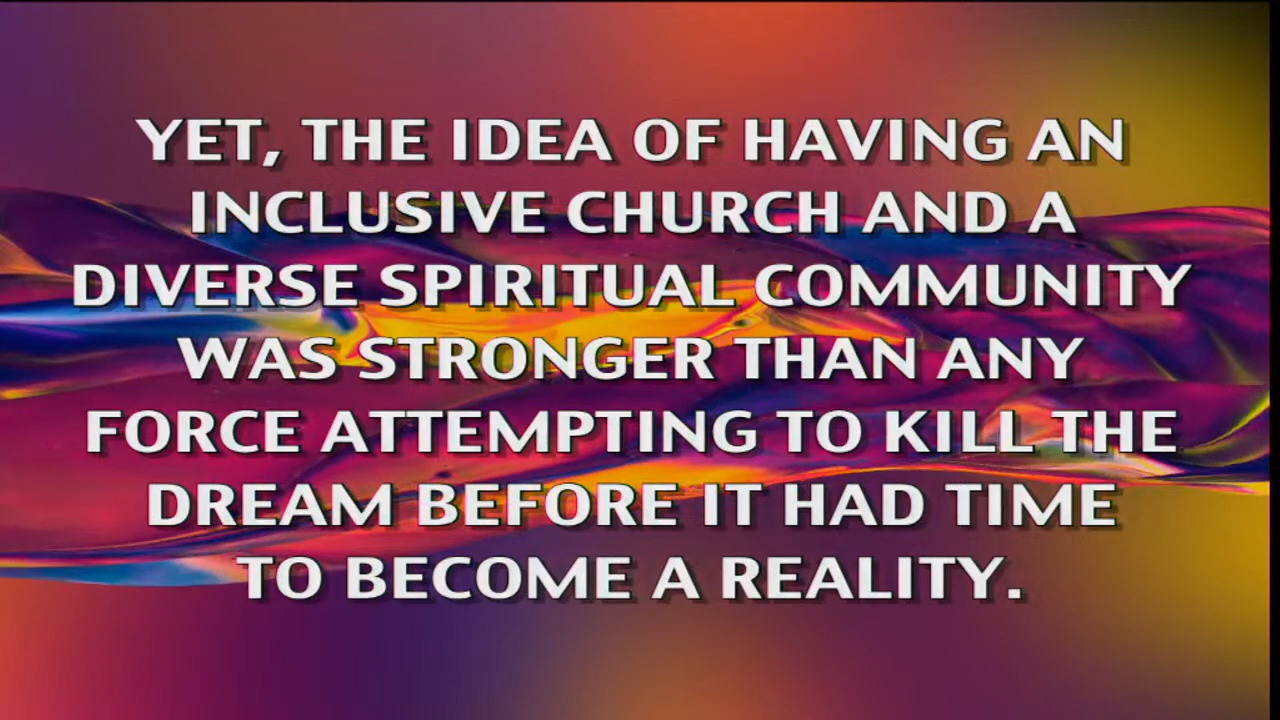 YET, THE IDEA OF HAVING AN
INCLUSIVE CHURCH AND A
DIVERSE SPIRITUAL COMMUNITY
WAS STRONGER THAN ANY
FORCE ATTEMPTING TO KILL THE
DREAM BEFORE IT HAD TIME
TO BECOME A REALITY.